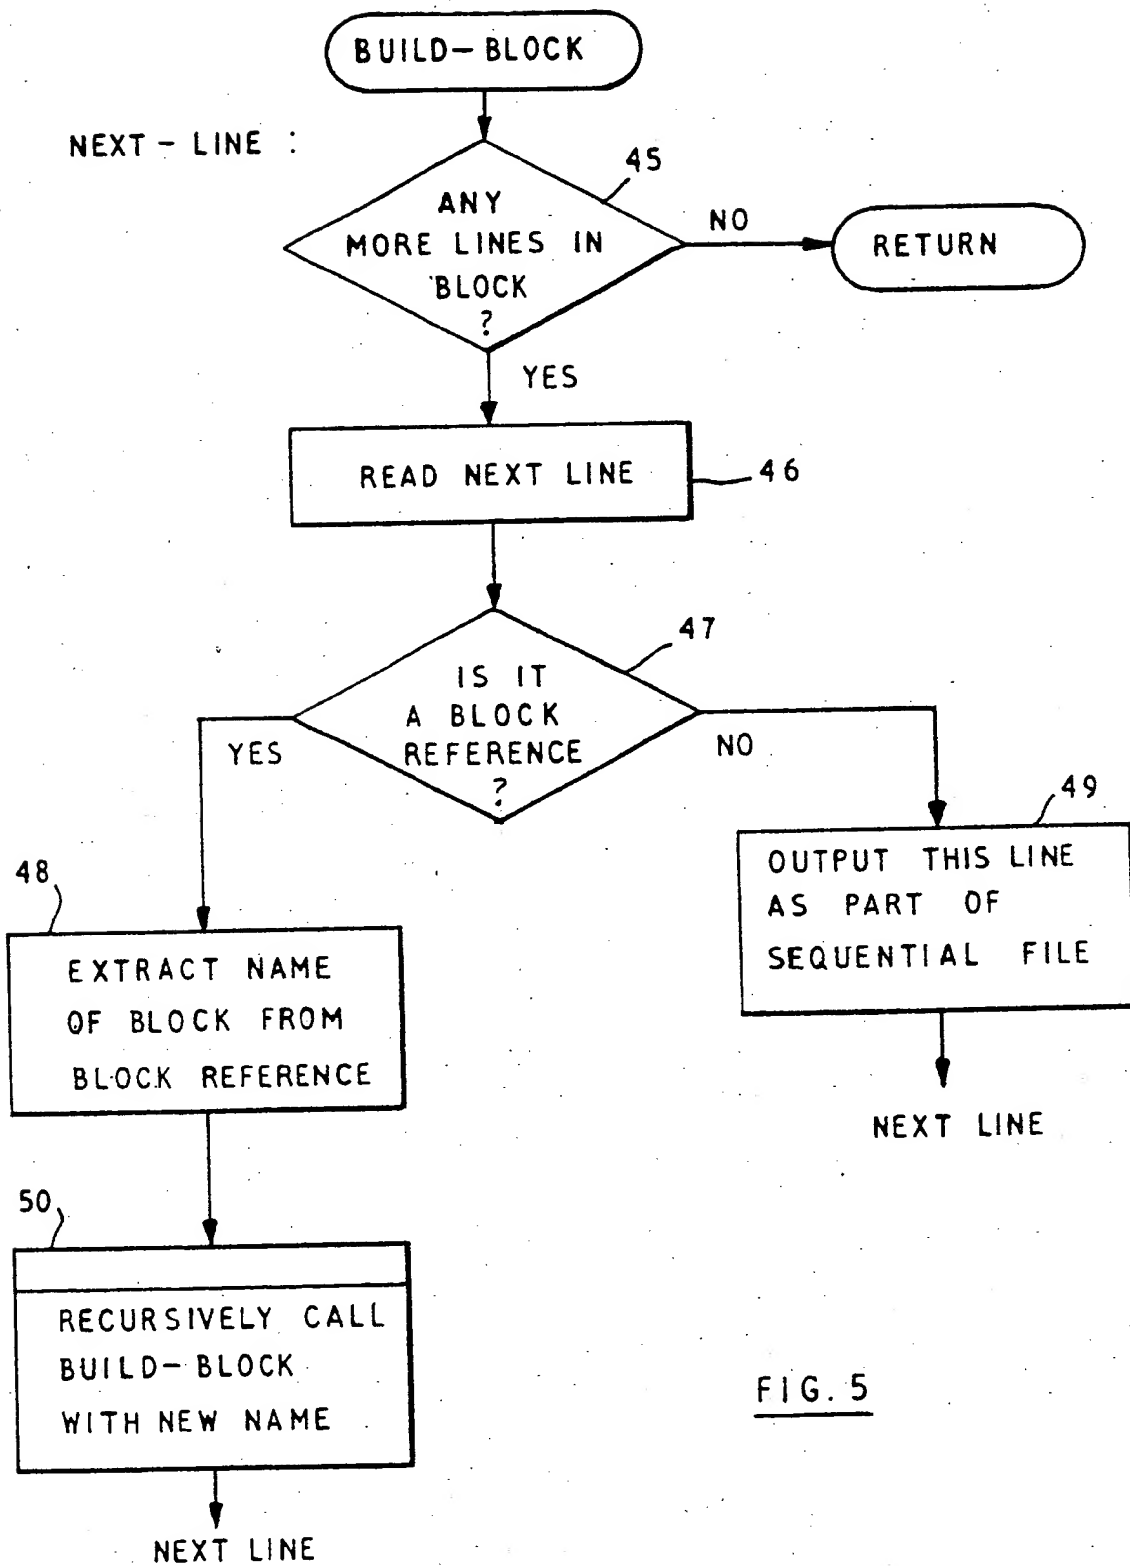 BUILD-BLOCK
NEXT-LINE :
45
ANY
MORE LINES IN
BLOCK
?
NO
RETURN
YES
READ NEXT LINE
46
47
IS IT
A BLOCK
REFERENCE
?
YES
NO
48
EXTRACT NAME
OF BLOCK FROM
BLOCK REFERENCE
49
OUTPUT THIS LINE
AS PART OF
SEQUENTIAL FILE
NEXT LINE
50
RECURSIVELY CALL
BUILD-BLOCK
WITH NEW NAME
NEXT LINE
FIG. 5